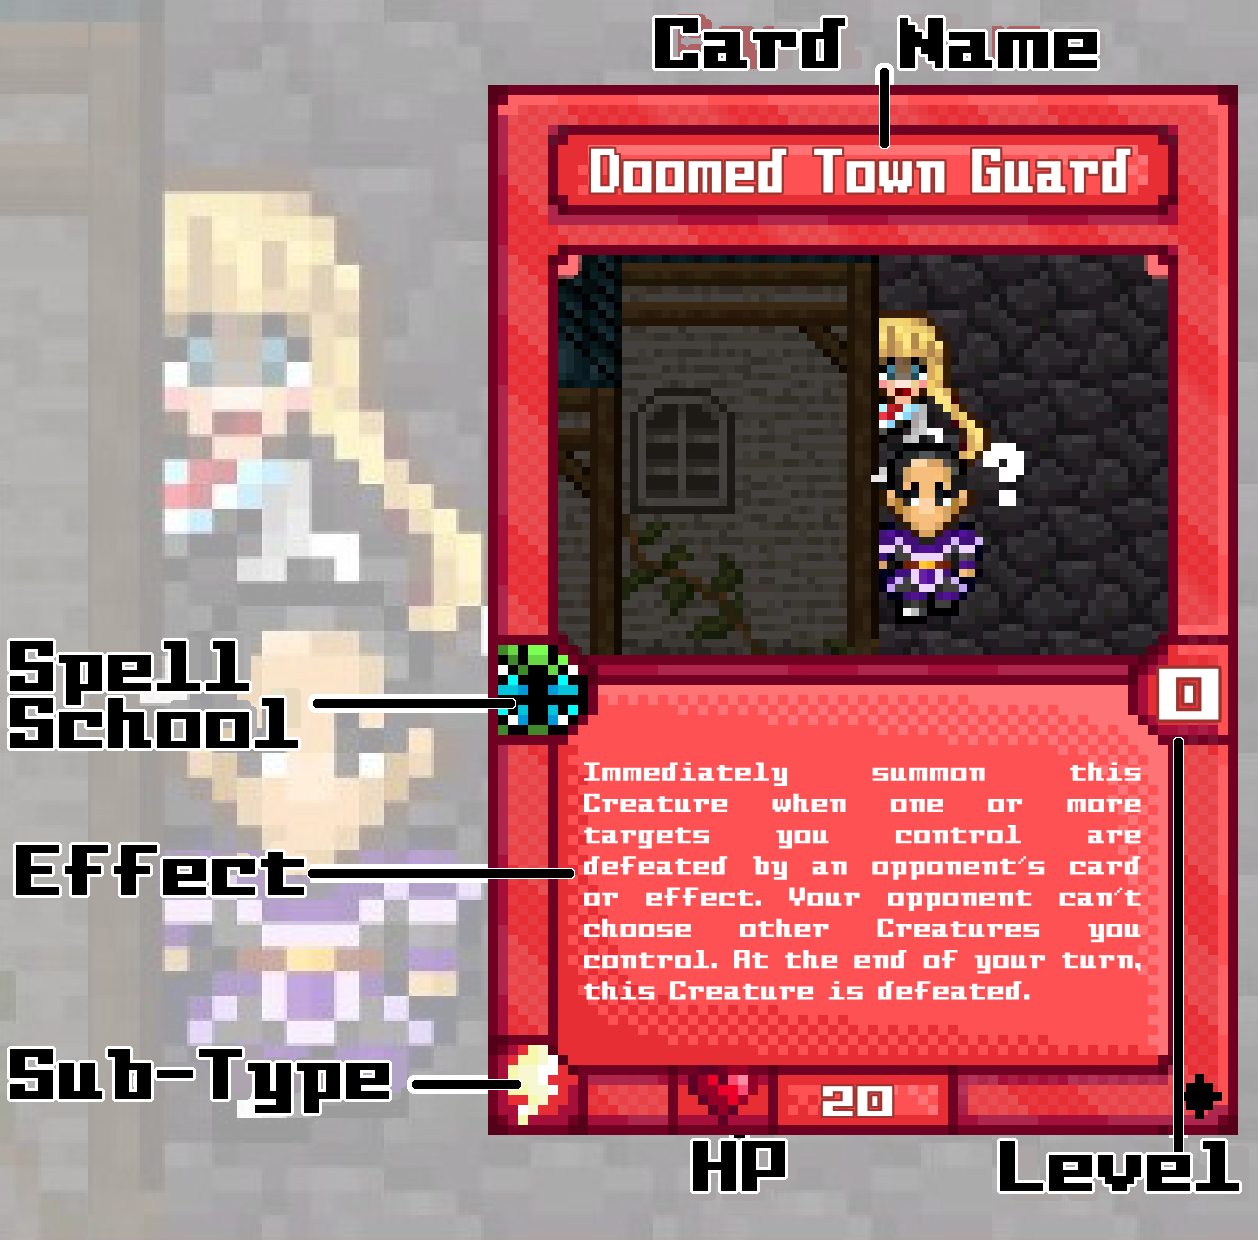 Card Name
Doomed Town Guard
?
Spell
School
0
Immediately summon this
Creature when one or more
targets you control are
defeated by an opponent's card
or effect. Your opponent can't
choose other Creatures you
control. At the end of your turn,
this Creature is defeated.
Effect
Sub-Type
20
HP
Level